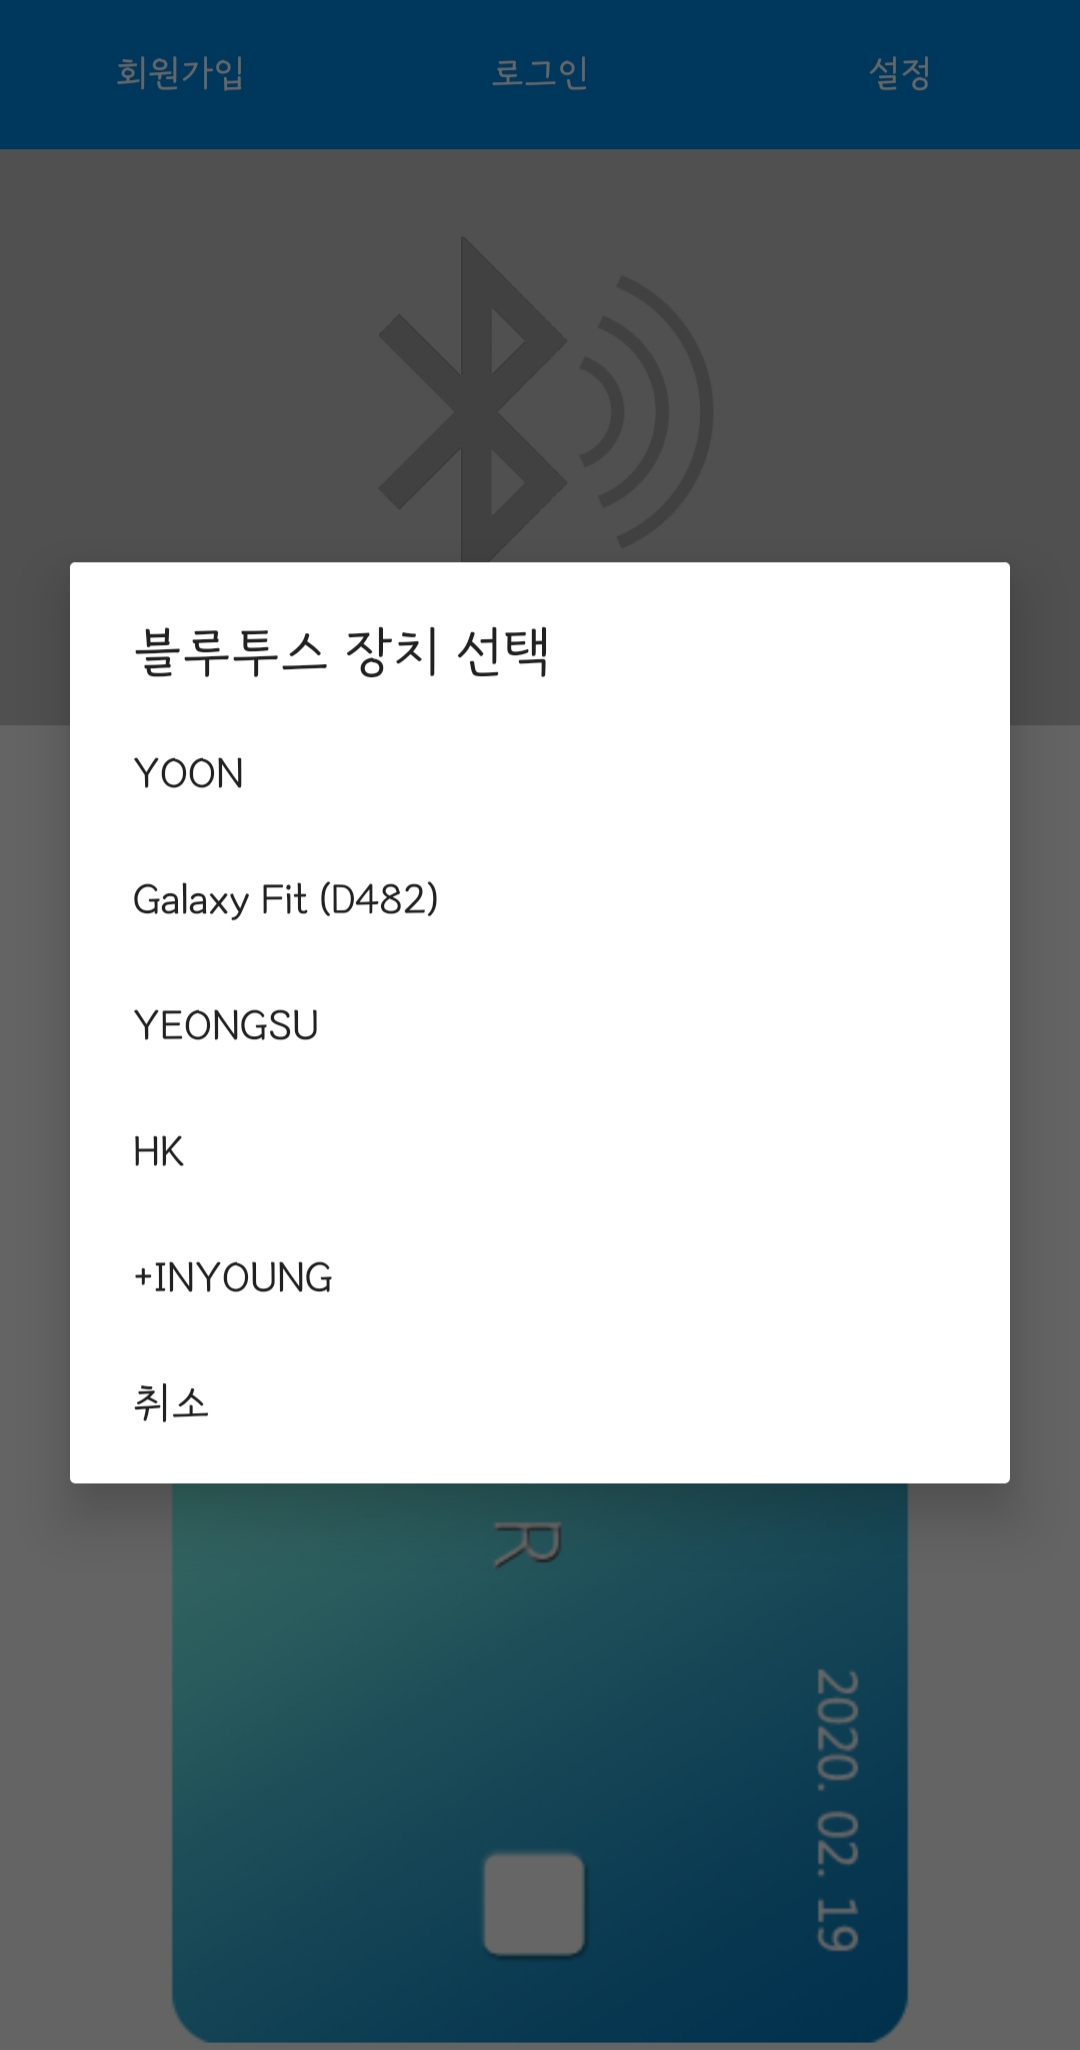 회원가입
로그인
설정
블루투스 장치 선택
YOON
Galaxy Fit (D482)
YEONGSU
HK
+INYOUNG
취소
R
2020. 02. 19